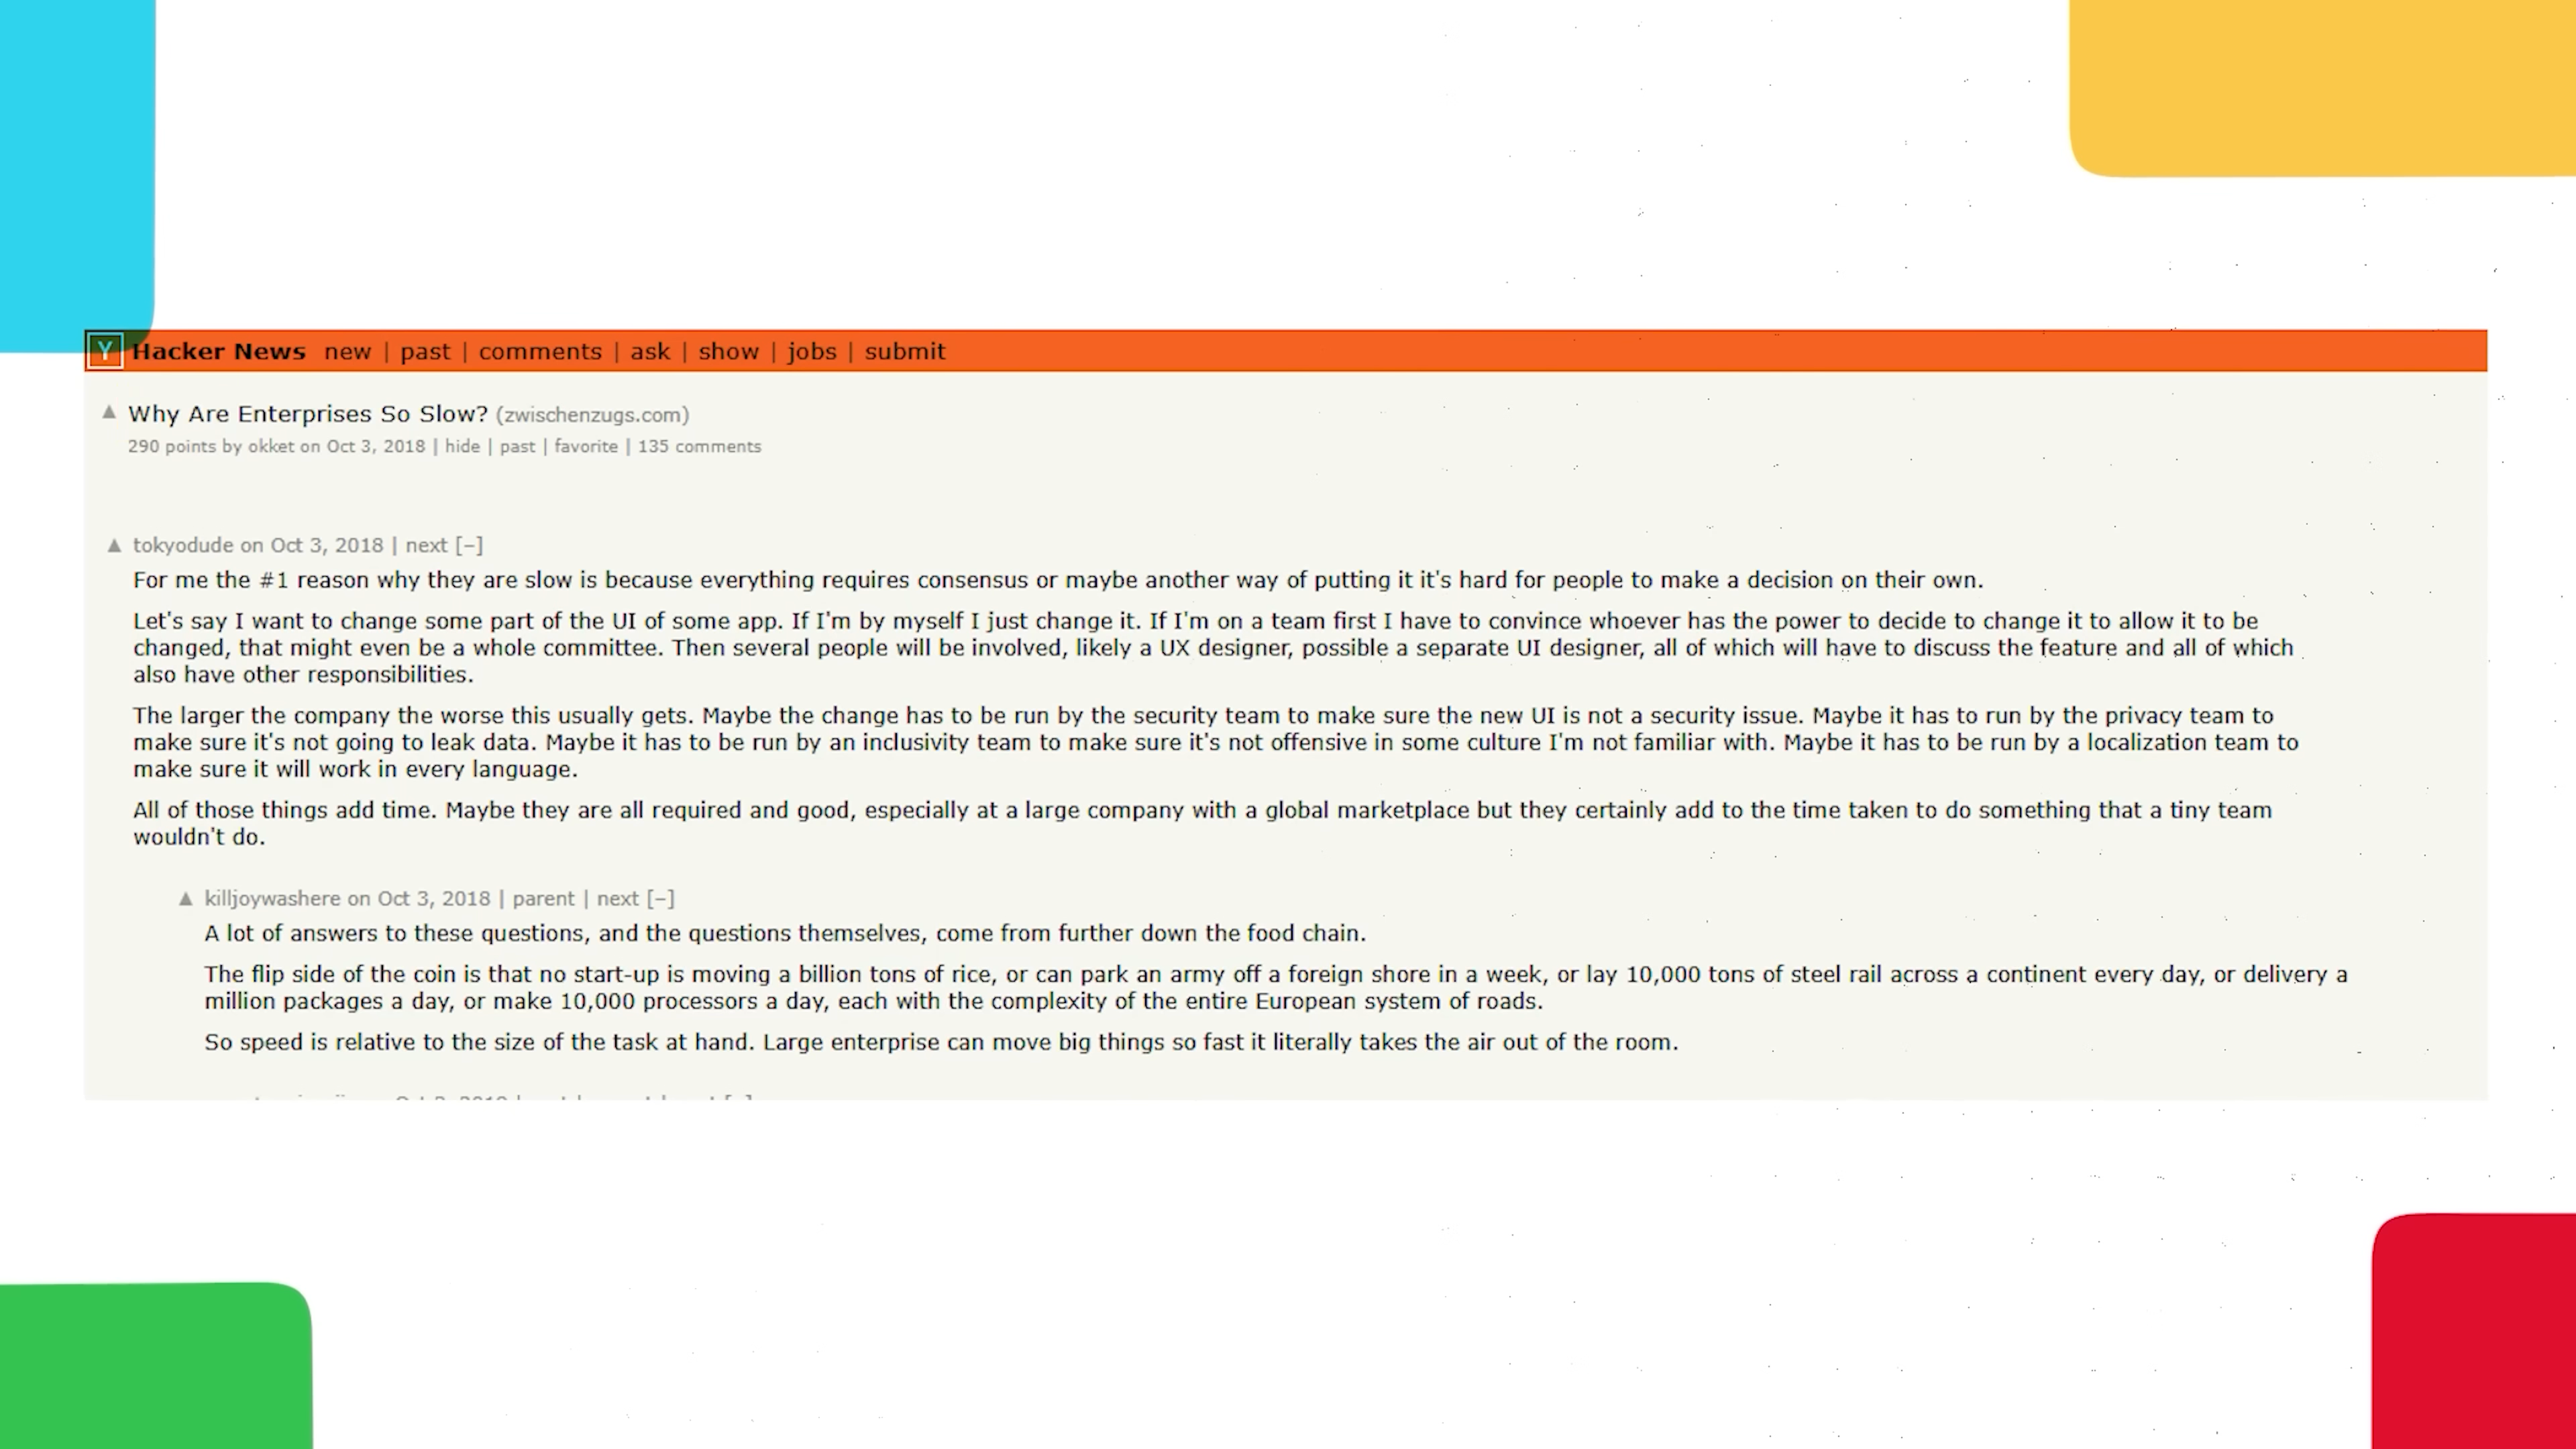 Y Hacker News new | past | comments | ask | show | jobs | submit
▲ Why Are Enterprises So Slow? (zwischenzugs.com)
290 points by okket on Oct 3, 2018 | hide | past | favorite | 135 comments
▲ tokyodude on Oct 3, 2018 | next [–]
For me the #1 reason why they are slow is because everything requires consensus or maybe another way of putting it it's hard for people to make a decision on their own.
Let's say I want to change some part of the UI of some app. If I'm by myself I just change it. If I'm on a team first I have to convince whoever has the power to decide to change it to allow it to be
changed, that might even be a whole committee. Then several people will be involved, likely a UX designer, possible a separate UI designer, all of which will have to discuss the feature and all of which
also have other responsibilities.
The larger the company the worse this usually gets. Maybe the change has to be run by the security team to make sure the new UI is not a security issue. Maybe it has to run by the privacy team to
make sure it's not going to leak data. Maybe it has to be run by an inclusivity team to make sure it's not offensive in some culture I'm not familiar with. Maybe it has to be run by a localization team to
make sure it will work in every language.
All of those things add time. Maybe they are all required and good, especially at a large company with a global marketplace but they certainly add to the time taken to do something that a tiny team
wouldn't do.
▲ killjoywashere on Oct 3, 2018 | parent | next [–]
A lot of answers to these questions, and the questions themselves, come from further down the food chain.
The flip side of the coin is that no start-up is moving a billion tons of rice, or can park an army off a foreign shore in a week, or lay 10,000 tons of steel rail across a continent every day, or delivery a
million packages a day, or make 10,000 processors a day, each with the complexity of the entire European system of roads.
So speed is relative to the size of the task at hand. Large enterprise can move big things so fast it literally takes the air out of the room.